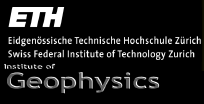 ETH
Eidgenössische Technische Hochschule Zürich
Swiss Federal Institute of Technology Zurich
Institute of
Geophysics